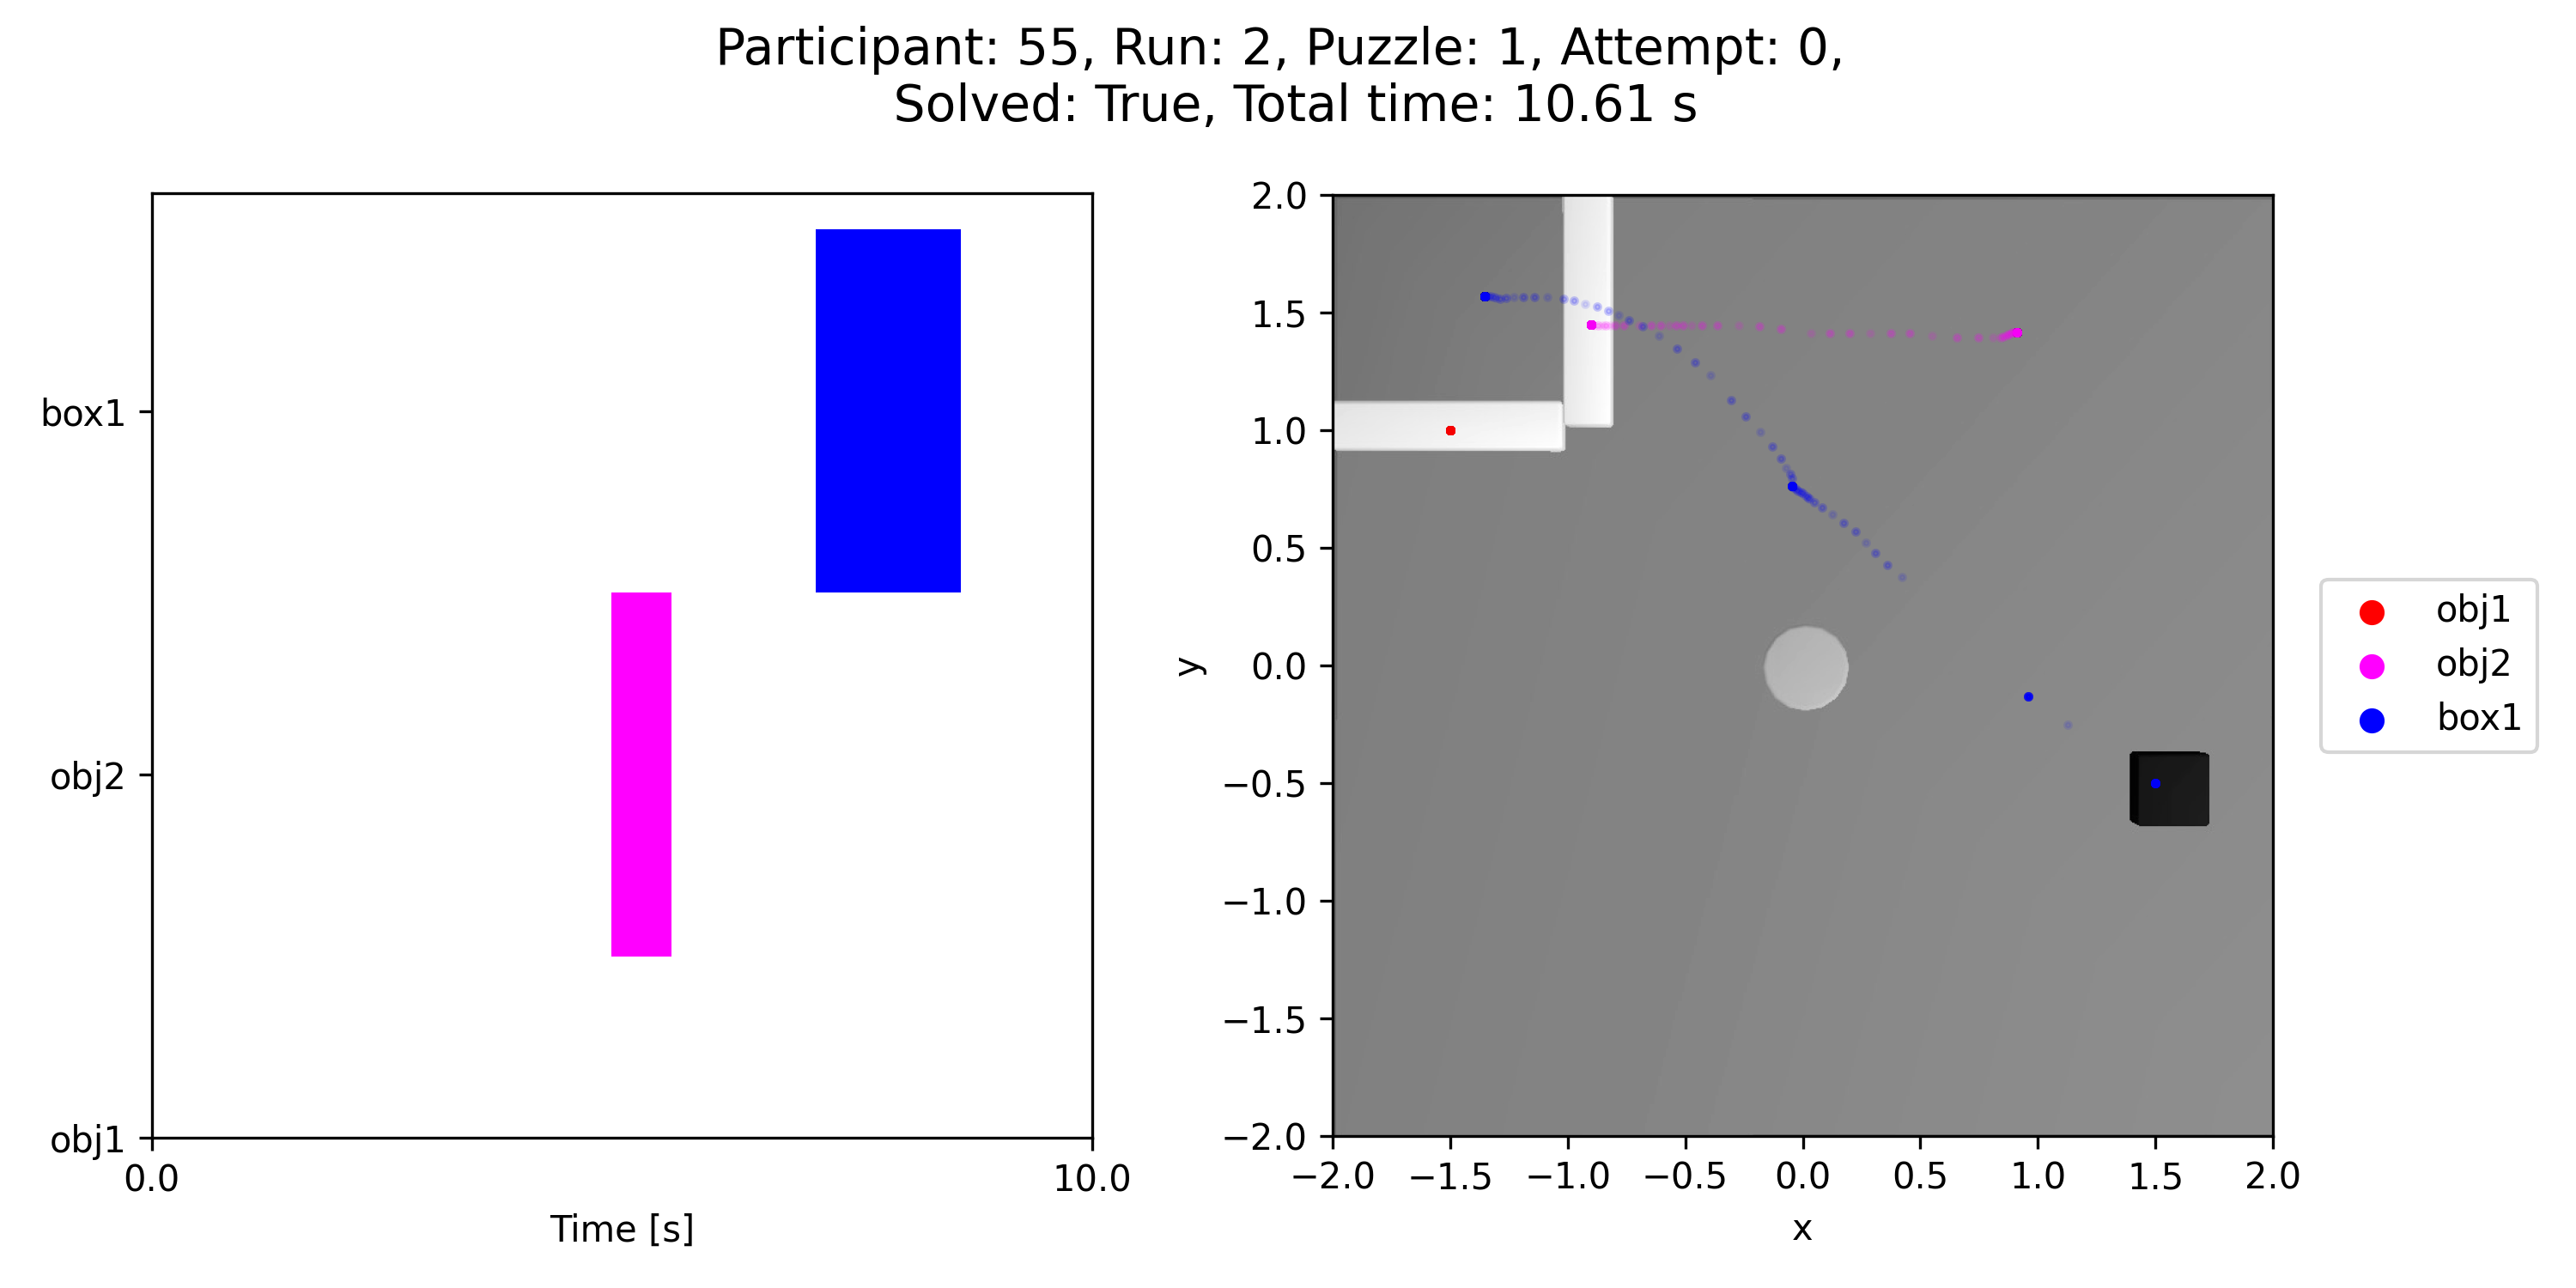 Participant: 55, Run: 2, Puzzle: 1, Attempt: 0,
Solved: True, Total time: 10.61 s
box1
obj2
obj1
0.0
10.0
Time [s]
2.0
1.5
1.0
0.5
0.0
−0.5
−1.0
−1.5
−2.0
y
−2.0
−1.5
−1.0
−0.5
0.0
0.5
1.0
1.5
2.0
x
obj1
obj2
box1